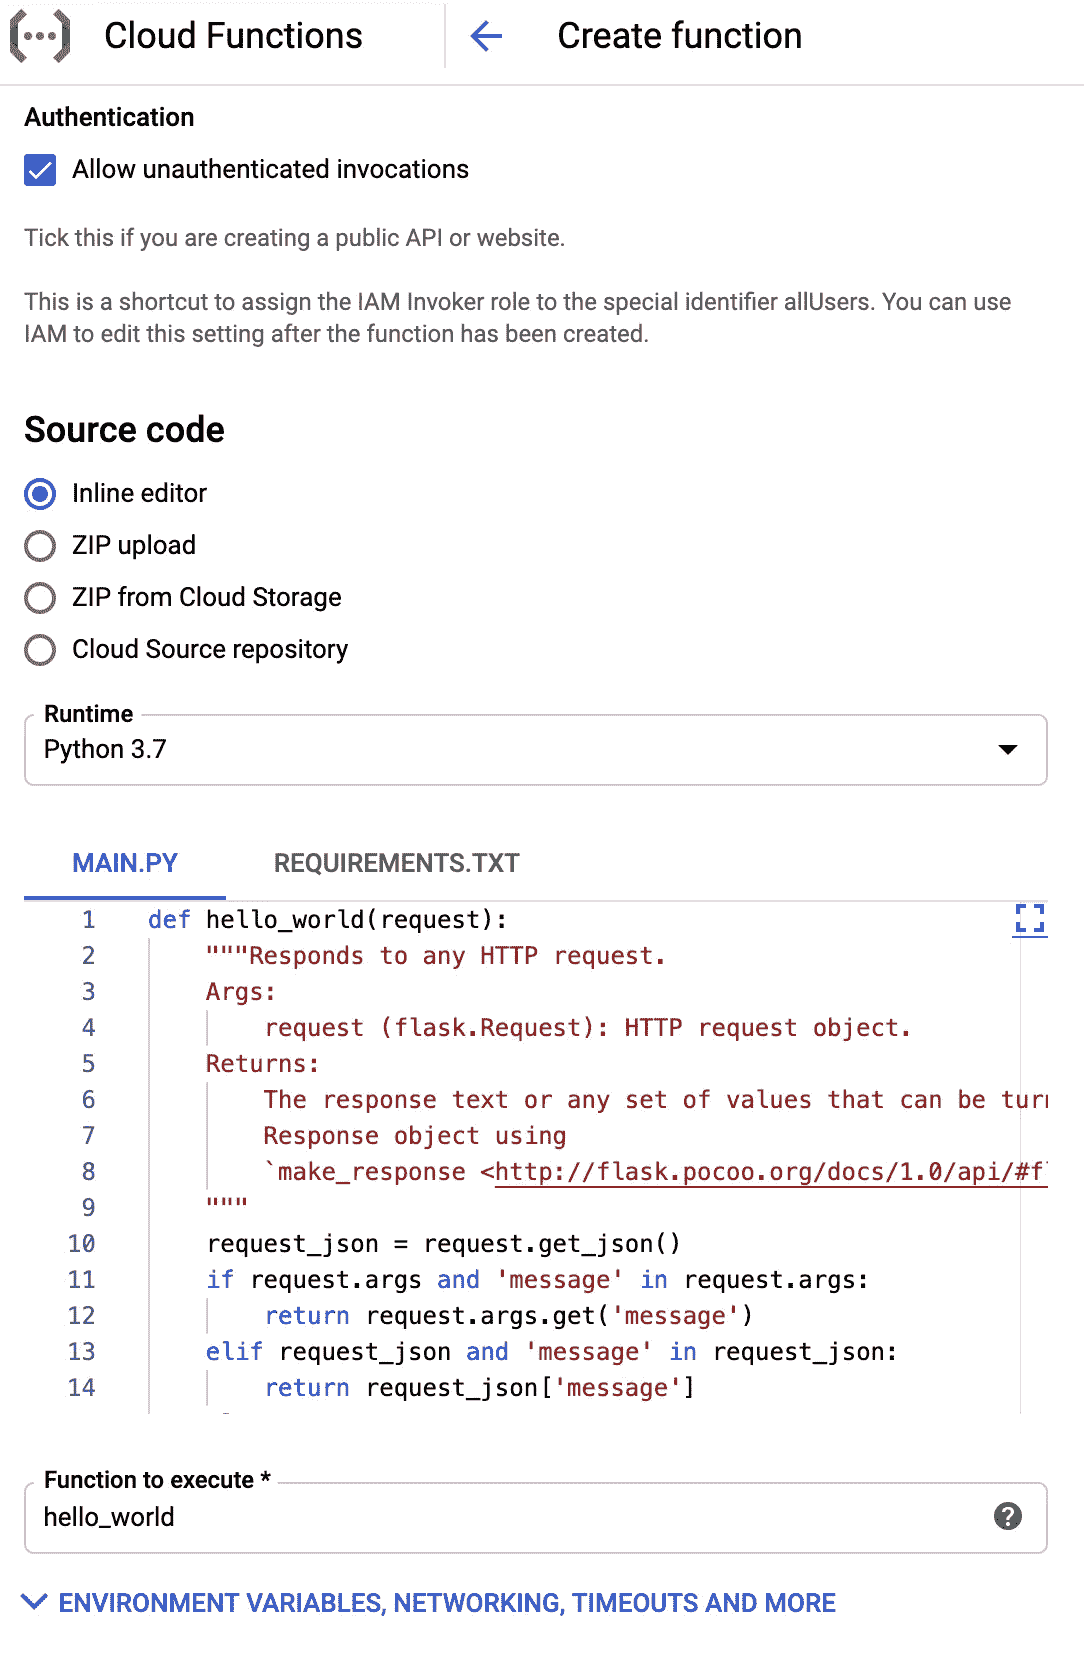 Cloud Functions
Create function
Authentication
Allow unauthenticated invocations
Tick this if you are creating a public API or website.
This is a shortcut to assign the IAM Invoker role to the special identifier allUsers. You can use
IAM to edit this setting after the function has been created.
Source code
Inline editor
ZIP upload
ZIP from Cloud Storage
Cloud Source repository
Runtime
Python 3.7
MAIN.PY
REQUIREMENTS.TXT
1 def hello_world(request):
2 """Responds to any HTTP request.
3 Args:
4 request (flask.Request): HTTP request object.
5 Returns:
6 The response text or any set of values that can be
7 Response object using
8 `make_response <http://flask.pocoo.org/docs/1.0/api/#f
9 """
10 request_json = request.get_json()
11 if request.args and 'message' in request.args:
12 return request.args.get('message')
13 elif request_json and 'message' in request_json:
14 return request_json['message']
Function to execute *
hello_world
ENVIRONMENT VARIABLES, NETWORKING, TIMEOUTS AND MORE